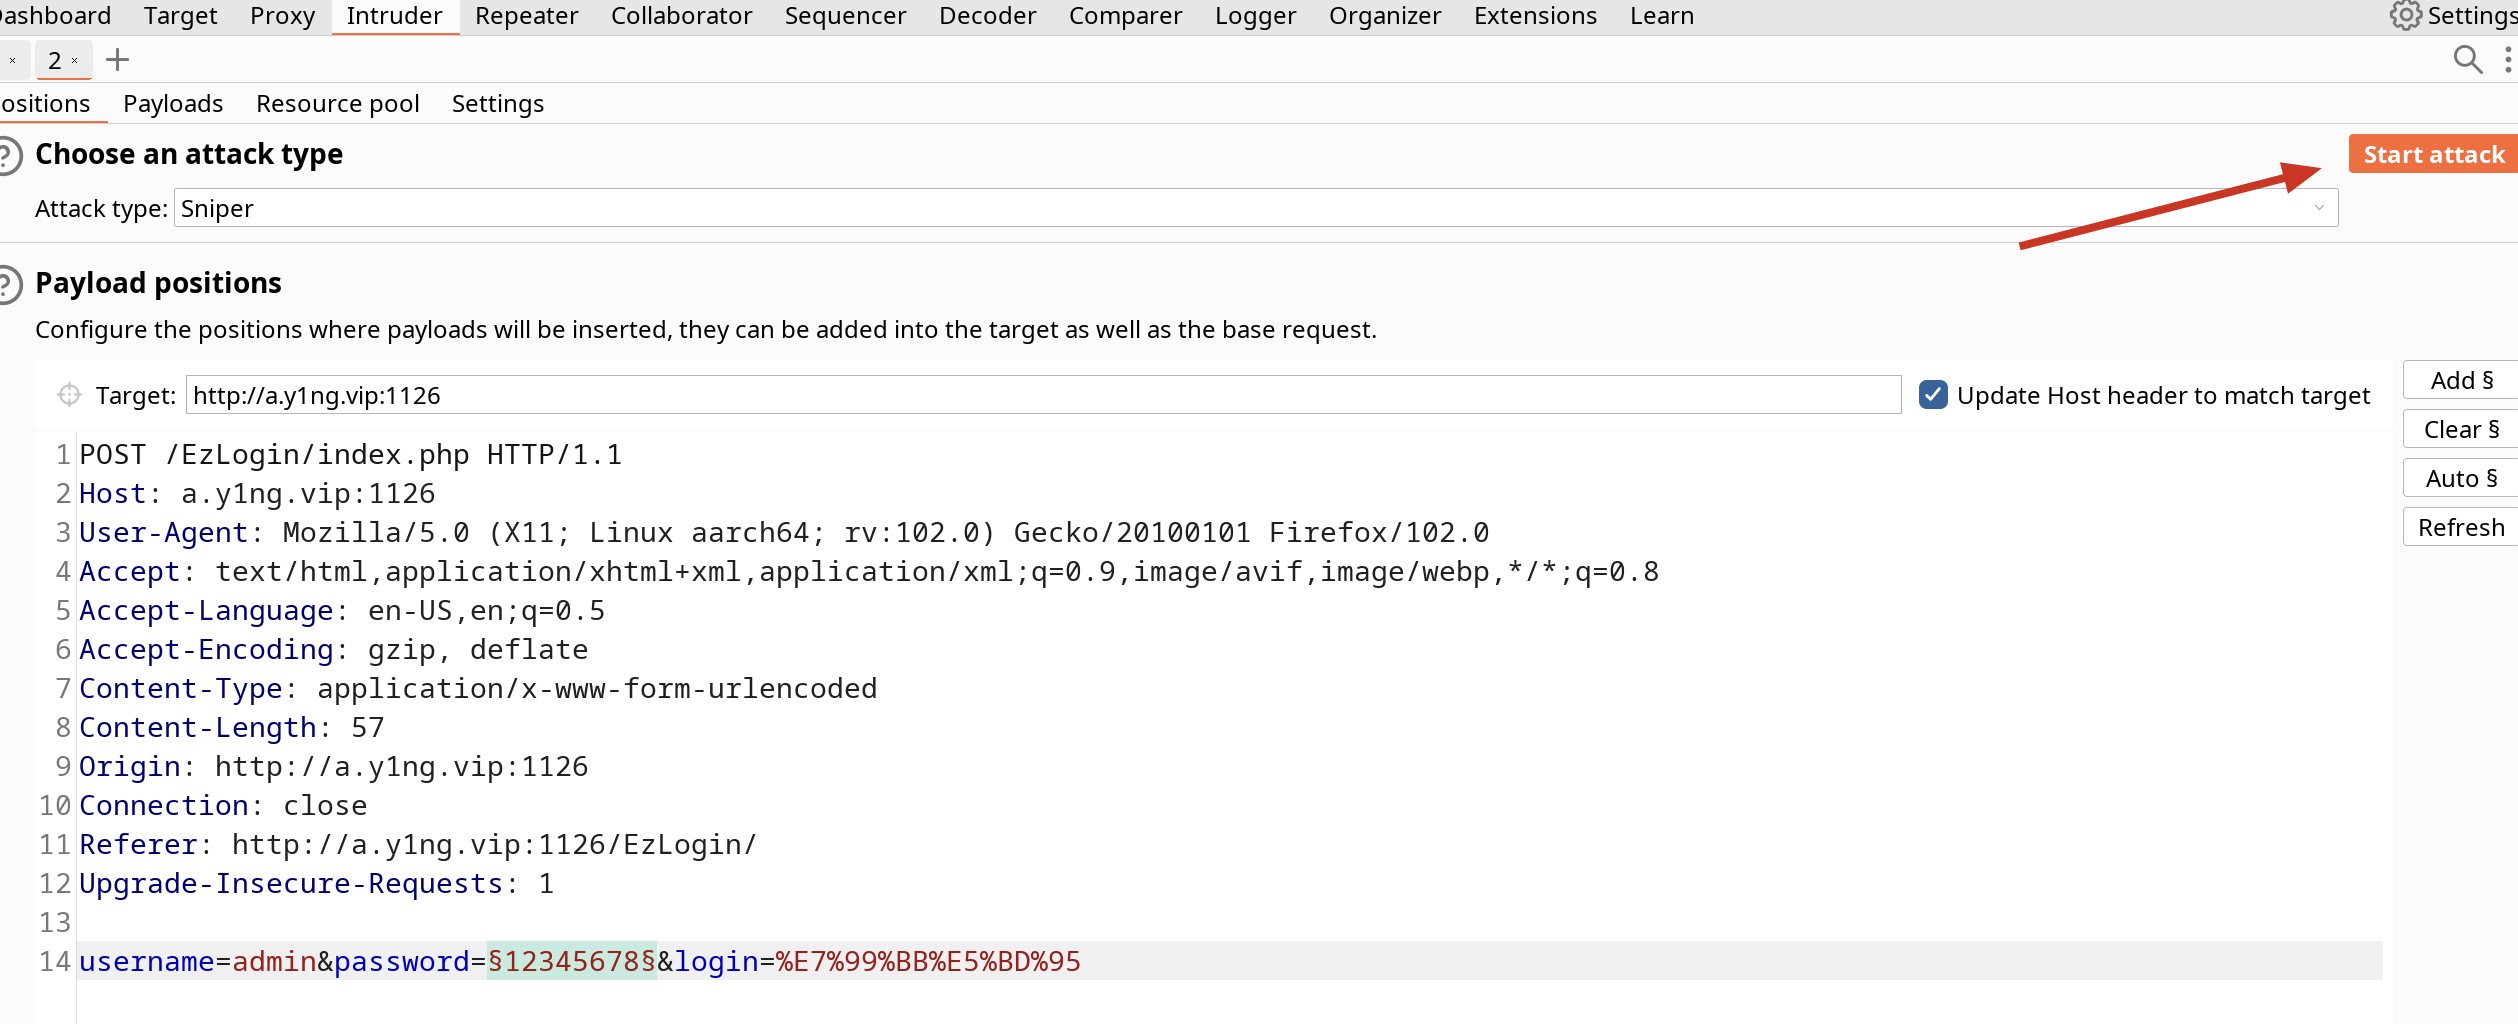 Dashboard Target Proxy Intruder Repeater Collaborator Sequencer Decoder Comparer Logger Organizer Extensions Learn Settings
× 2 × +
ositions Payloads Resource pool Settings
? Choose an attack type Start attack
Attack type: Sniper
? Payload positions
Configure the positions where payloads will be inserted, they can be added into the target as well as the base request.
Target: http://a.y1ng.vip:1126 Update Host header to match target Add §
Clear §
Auto §
Refresh
1 POST /EzLogin/index.php HTTP/1.1
2 Host: a.y1ng.vip:1126
3 User-Agent: Mozilla/5.0 (X11; Linux aarch64; rv:102.0) Gecko/20100101 Firefox/102.0
4 Accept: text/html,application/xhtml+xml,application/xml;q=0.9,image/avif,image/webp,*/*;q=0.8
5 Accept-Language: en-US,en;q=0.5
6 Accept-Encoding: gzip, deflate
7 Content-Type: application/x-www-form-urlencoded
8 Content-Length: 57
9 Origin: http://a.y1ng.vip:1126
10 Connection: close
11 Referer: http://a.y1ng.vip:1126/EzLogin/
12 Upgrade-Insecure-Requests: 1
13
14 username=admin&password=§12345678§&login=%E7%99%BB%E5%BD%95